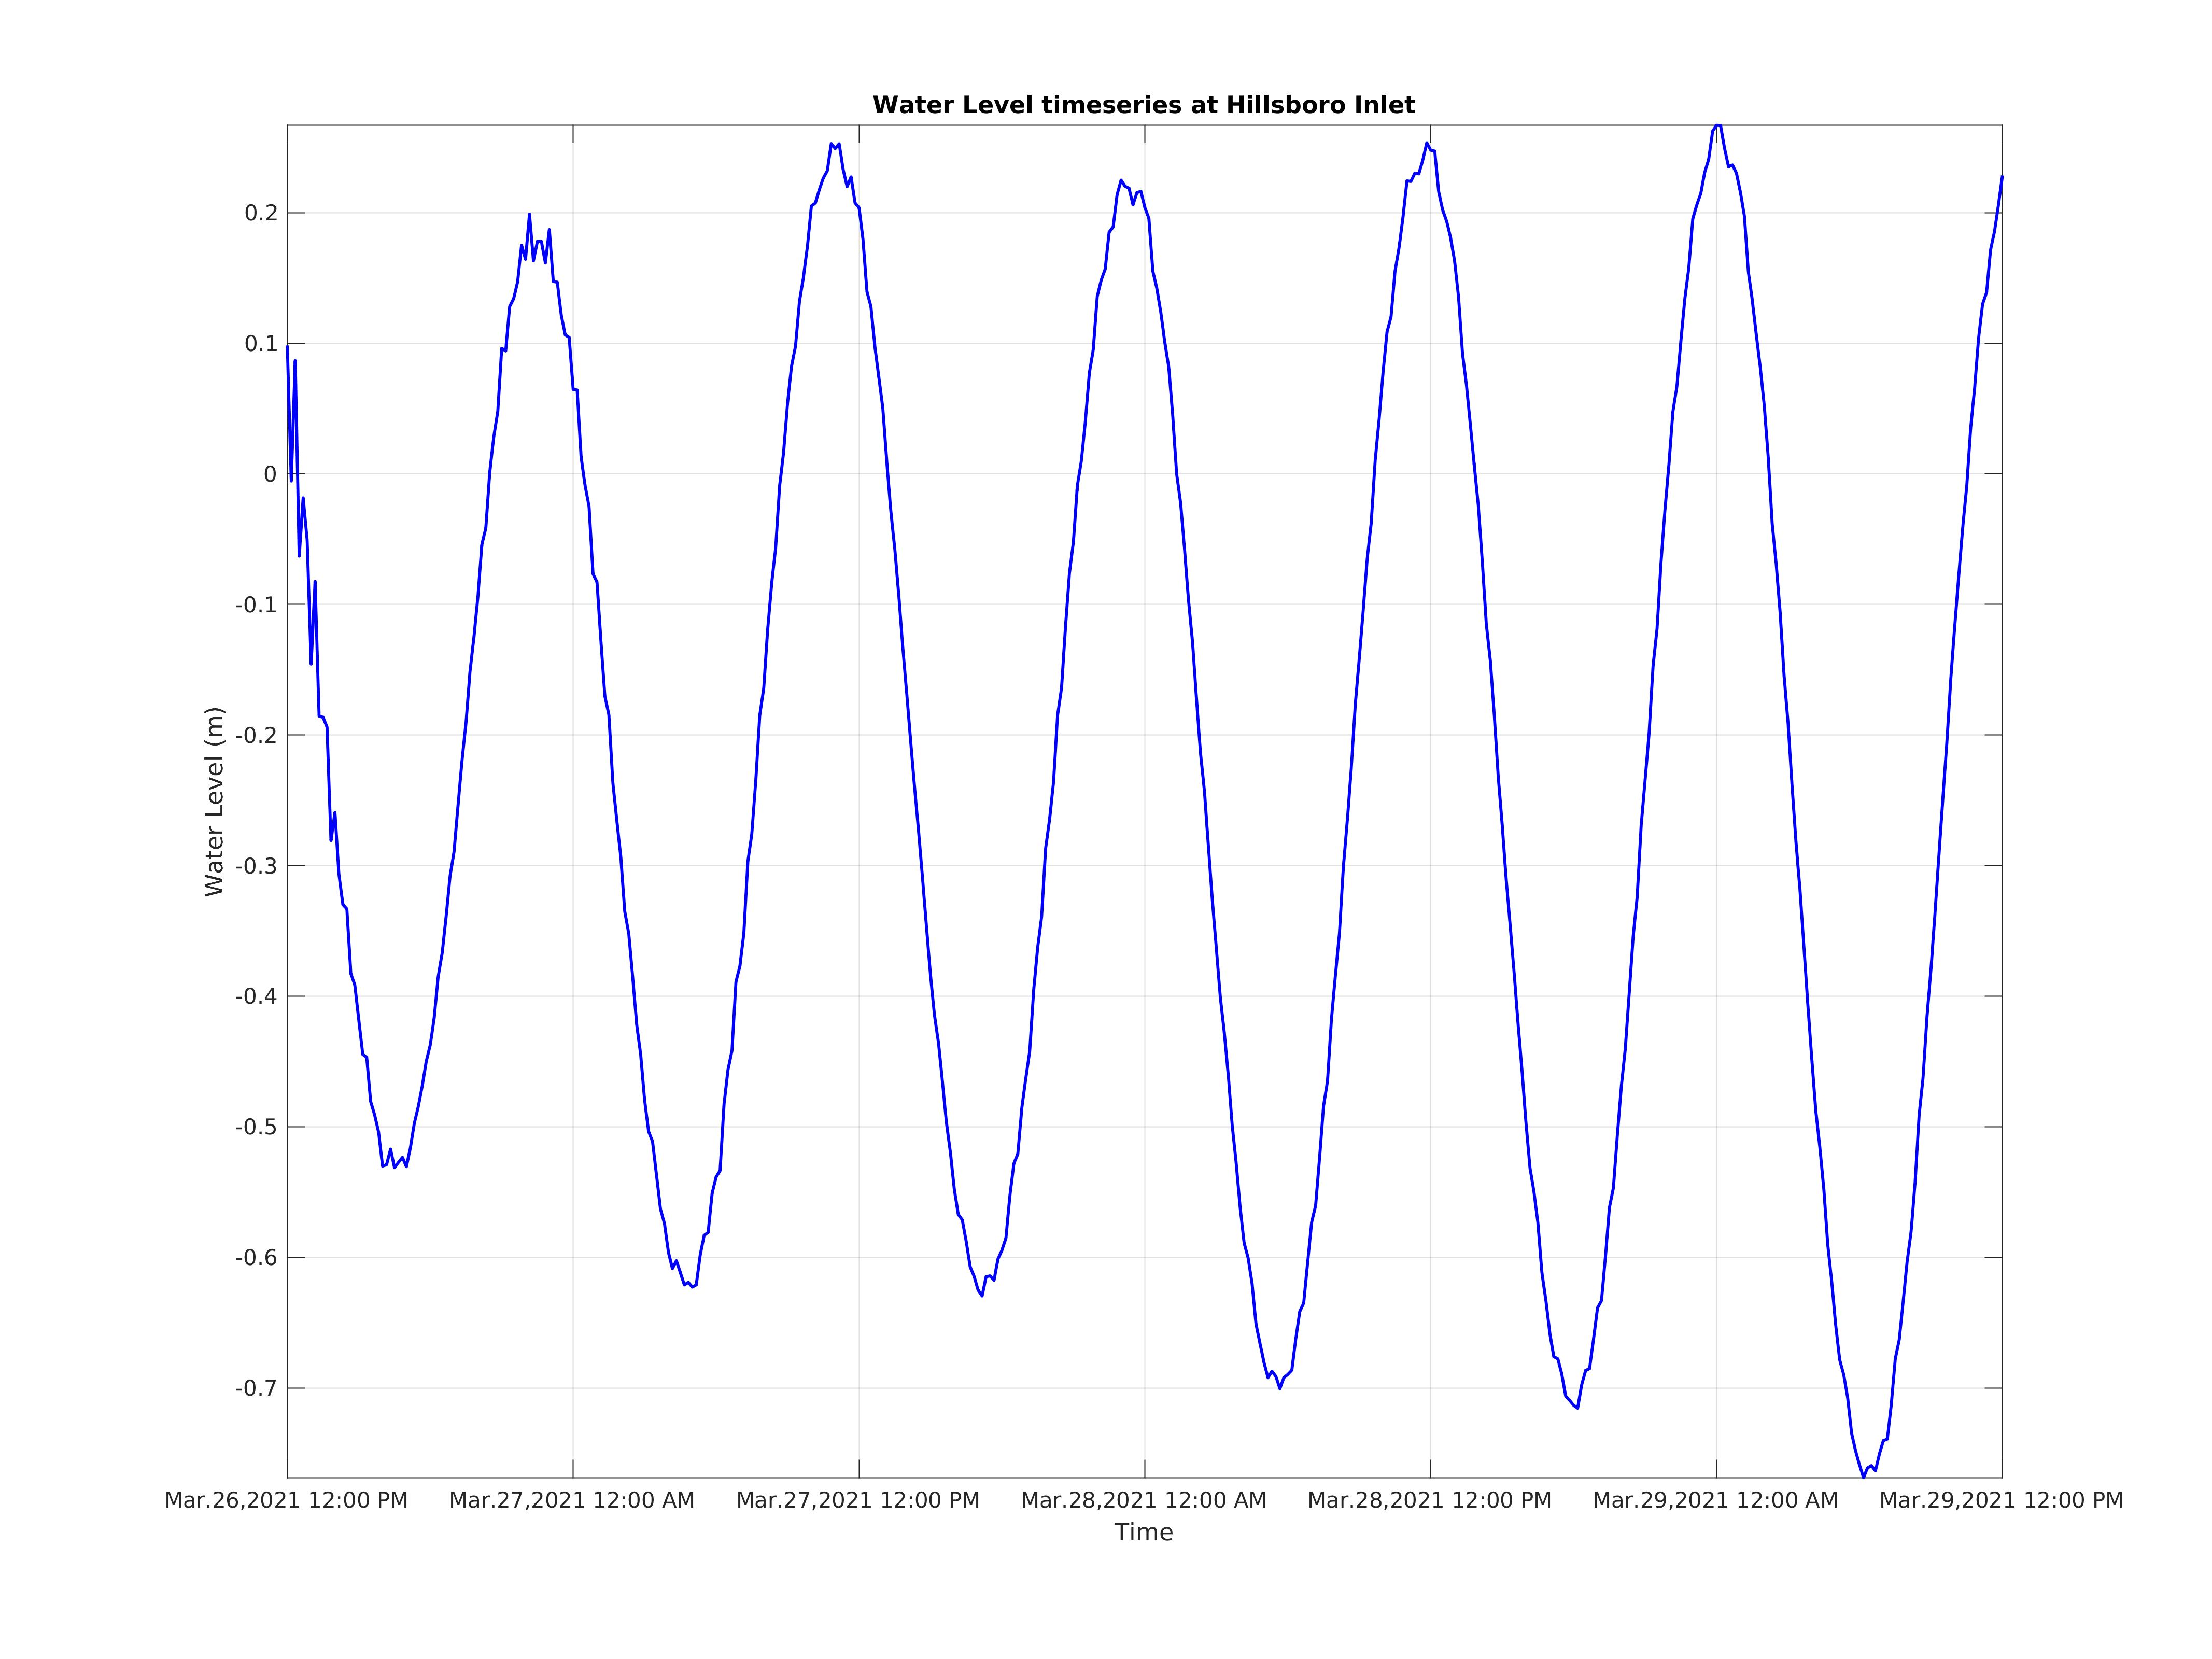 Water Level timeseries at Hillsboro Inlet
0.2
0.1
0
-0.1
-0.2
-0.3
-0.4
-0.5
-0.6
-0.7
Water Level (m)
Mar.26,2021 12:00 PM
Mar.27,2021 12:00 AM
Mar.27,2021 12:00 PM
Mar.28,2021 12:00 AM
Mar.28,2021 12:00 PM
Mar.29,2021 12:00 AM
Mar.29,2021 12:00 PM
Time